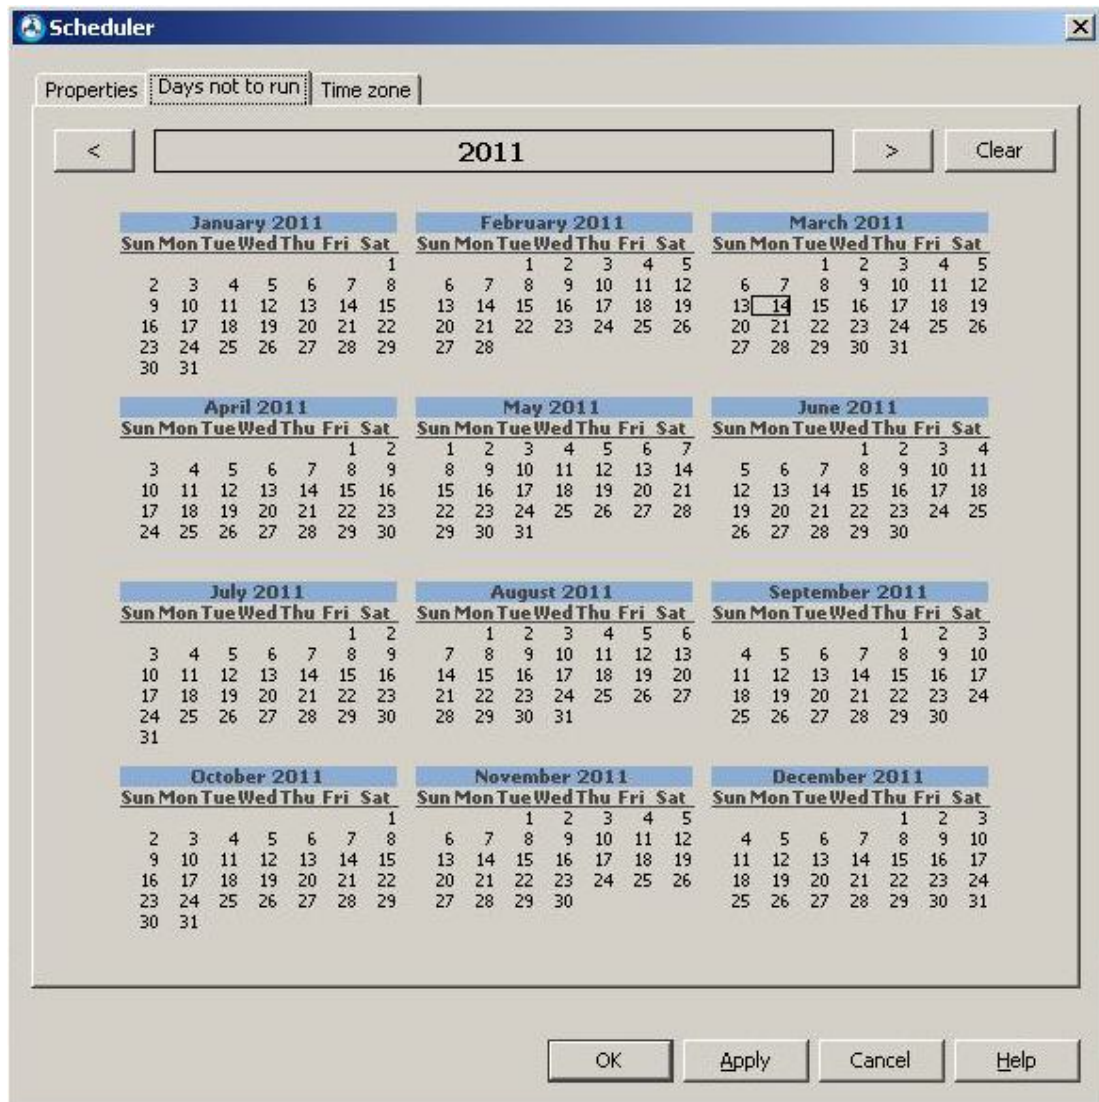 Scheduler
Properties Days not to run Time zone
< 2011 > Clear
January 2011 February 2011 March 2011
Sun Mon Tue Wed Thu Fri Sat Sun Mon Tue Wed Thu Fri Sat Sun Mon Tue Wed Thu Fri Sat
1 1 2 3 4 5 1 2 3 4 5
2 3 4 5 6 7 8 6 7 8 9 10 11 12 6 7 8 9 10 11 12
9 10 11 12 13 14 15 13 14 15 16 17 18 19 13 14 15 16 17 18 19
16 17 18 19 20 21 22 20 21 22 23 24 25 26 20 21 22 23 24 25 26
23 24 25 26 27 28 29 27 28 27 28 29 30 31
30 31
April 2011 May 2011 June 2011
Sun Mon Tue Wed Thu Fri Sat Sun Mon Tue Wed Thu Fri Sat Sun Mon Tue Wed Thu Fri Sat
1 2 1 2 3 4 5 6 7 1 2 3 4
3 4 5 6 7 8 9 8 9 10 11 12 13 14 5 6 7 8 9 10 11
10 11 12 13 14 15 16 15 16 17 18 19 20 21 12 13 14 15 16 17 18
17 18 19 20 21 22 23 22 23 24 25 26 27 28 19 20 21 22 23 24 25
24 25 26 27 28 29 30 29 30 31 26 27 28 29 30
July 2011 August 2011 September 2011
Sun Mon Tue Wed Thu Fri Sat Sun Mon Tue Wed Thu Fri Sat Sun Mon Tue Wed Thu Fri Sat
1 2 1 2 3 4 5 6 1 2 3
3 4 5 6 7 8 9 7 8 9 10 11 12 13 4 5 6 7 8 9 10
10 11 12 13 14 15 16 14 15 16 17 18 19 20 11 12 13 14 15 16 17
17 18 19 20 21 22 23 21 22 23 24 25 26 27 18 19 20 21 22 23 24
24 25 26 27 28 29 30 28 29 30 31 25 26 27 28 29 30
31
October 2011 November 2011 December 2011
Sun Mon Tue Wed Thu Fri Sat Sun Mon Tue Wed Thu Fri Sat Sun Mon Tue Wed Thu Fri Sat
1 1 2 3 4 5 1 2 3
2 3 4 5 6 7 8 6 7 8 9 10 11 12 4 5 6 7 8 9 10
9 10 11 12 13 14 15 13 14 15 16 17 18 19 11 12 13 14 15 16 17
16 17 18 19 20 21 22 20 21 22 23 24 25 26 18 19 20 21 22 23 24
23 24 25 26 27 28 29 27 28 29 30 25 26 27 28 29 30 31
30 31
OK Apply Cancel Help